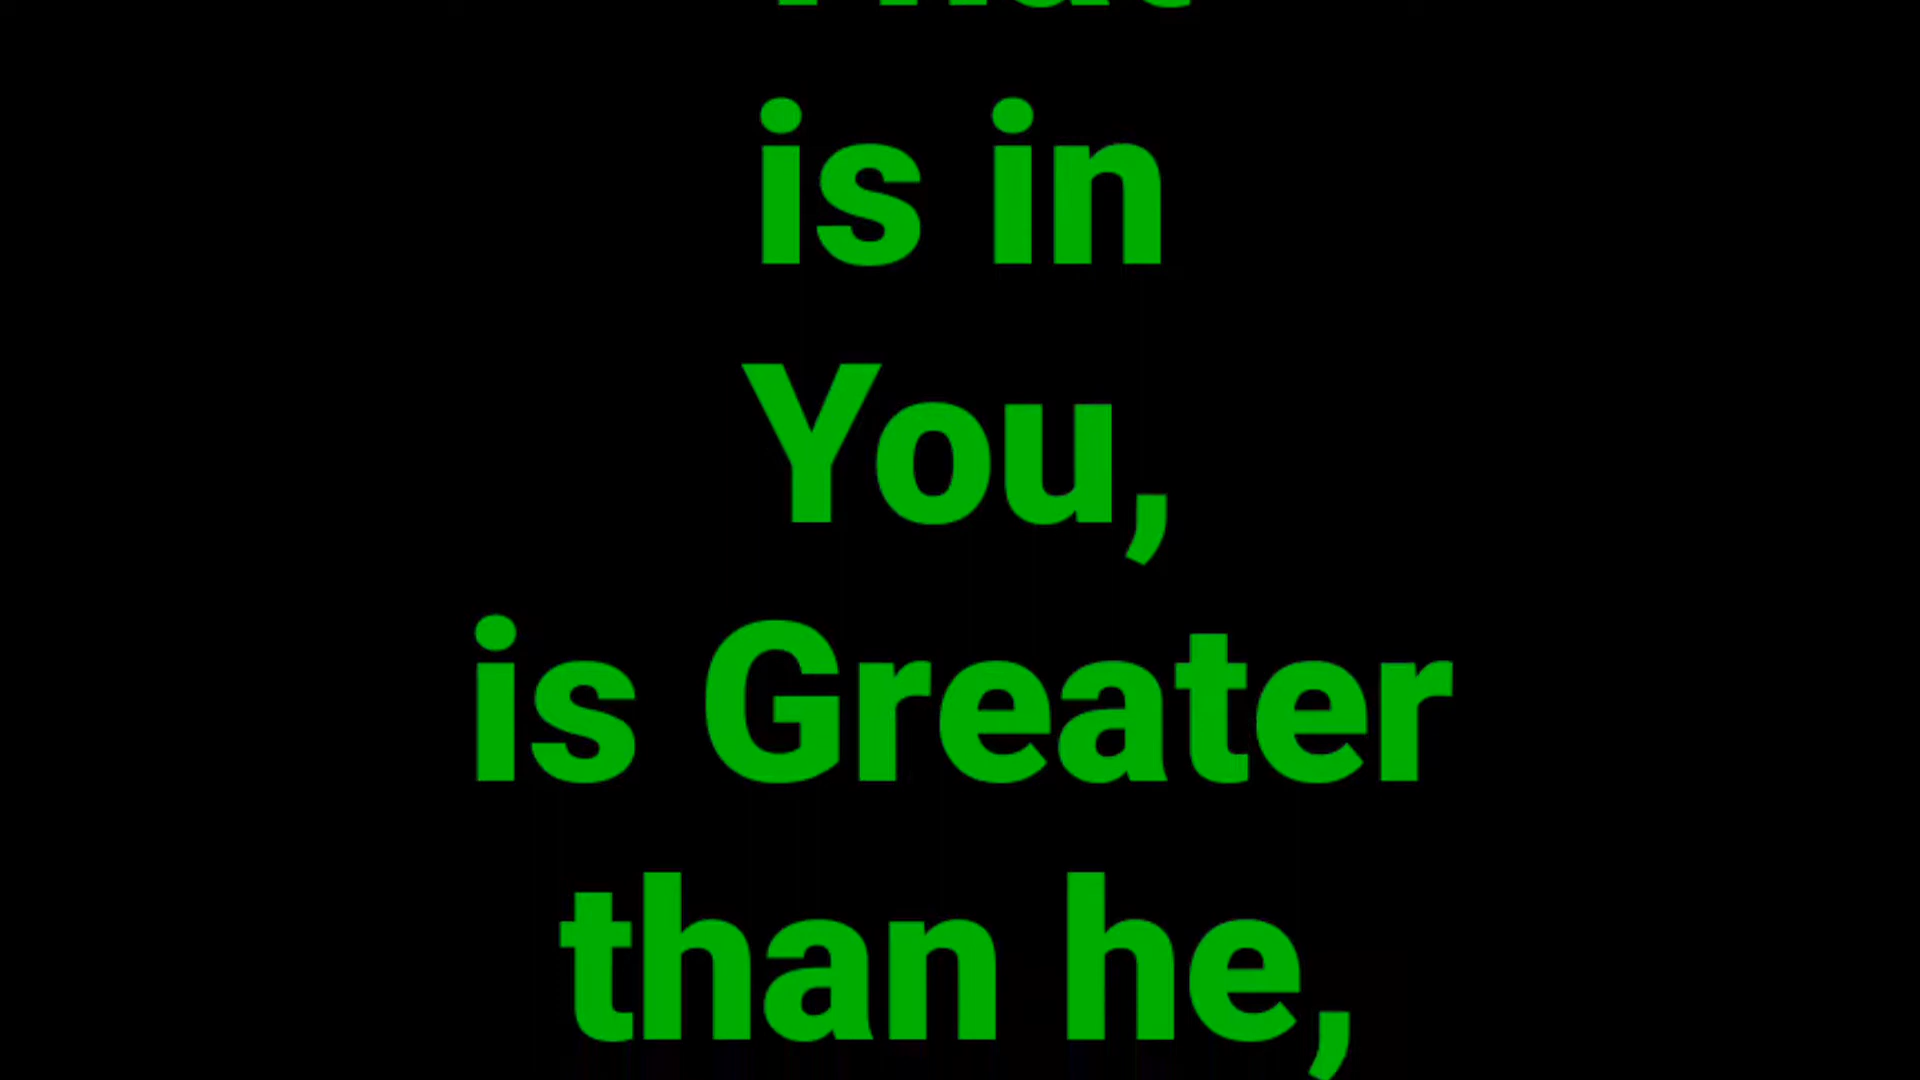 is in
You,
is Greater
than he,